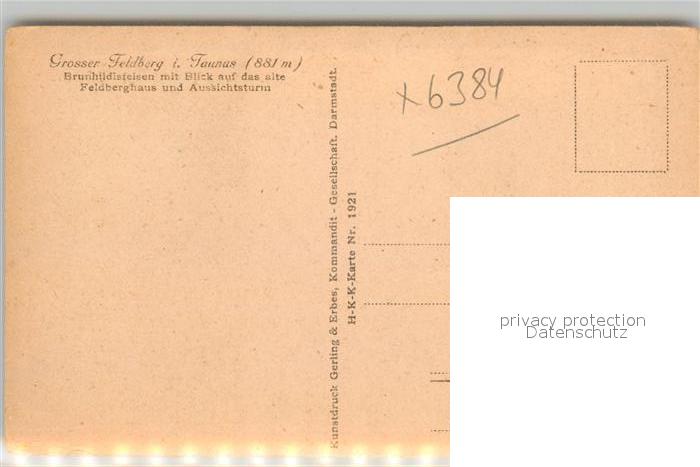 Grosser Feldberg i. Taunus (881 m)
Brunhildisfelsen mit Blick auf das alte
Feldberghaus und Aussichtsturm
Kunstdruck Gerling & Erbes, Kommandit-Gesellschaft. Darmstadt.
H-K-K-Karte Nr. 1921
x 6384
privacy protection
Datenschutz